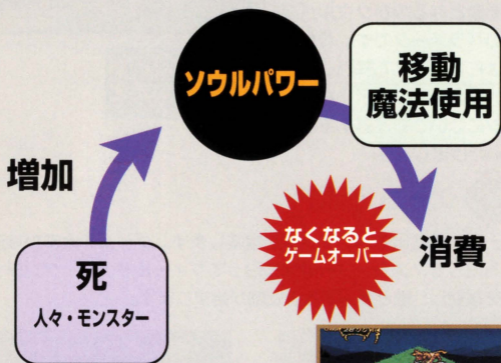 ソウルパワー
移動
魔法使用
増加
なくなると
ゲームオーバー
消費
死
人々・モンスター